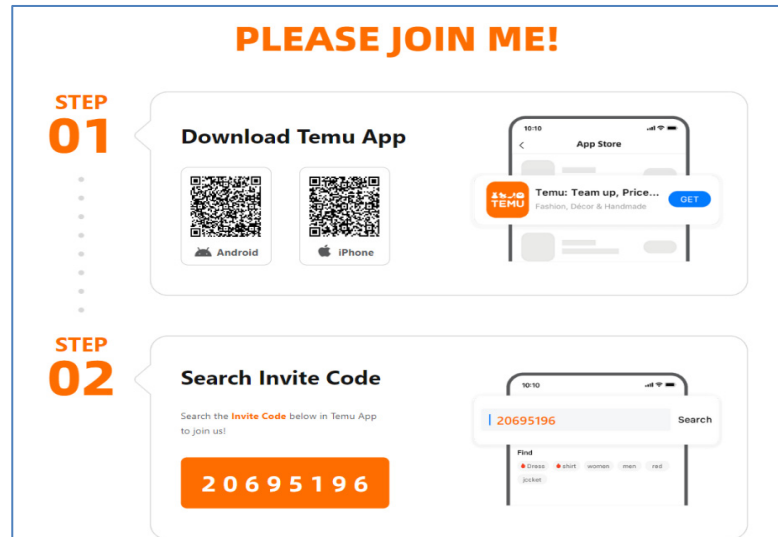 PLEASE JOIN ME!
STEP
01
Download Temu App
Android
iPhone
10:10
App Store
TEMU
Temu: Team up, Price...
Fashion, Décor & Handmade
GET
STEP
02
Search Invite Code
Search the Invite Code below in Temu App
to join us!
20695196
10:10
20695196
Search
Find
Dress shirt women men red
jocket